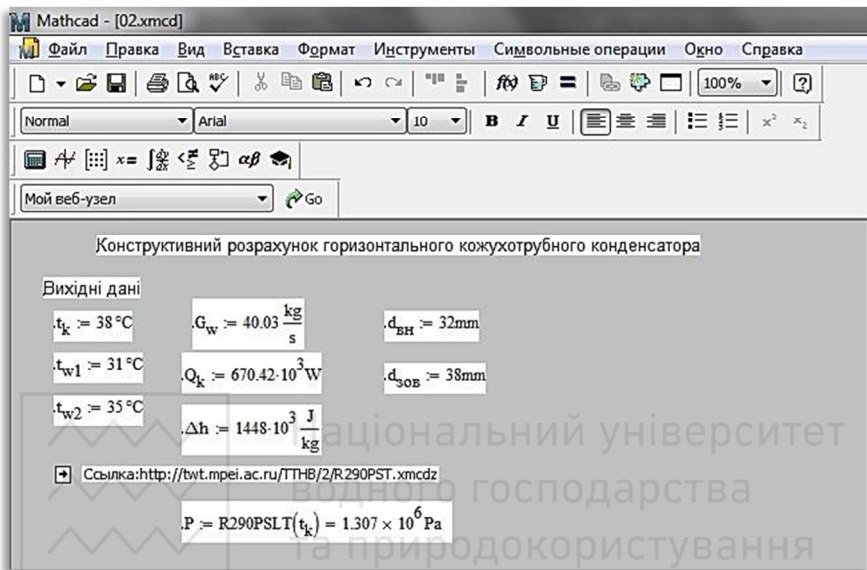 Mathcad - [02.xmcd]
Файл Правка Вид Вставка Формат Инструменты Символьные операции Окно Справка
100%
Normal Arial 10 B I U
Мой веб-узел Go
Конструктивний розрахунок горизонтального кожухотрубного конденсатора
Вихідні дані
.t_k := 38 °C .G_w := 40.03 kg/s .d_вн := 32mm
.t_w1 := 31 °C .Q_k := 670.42·10^3 W .d_зов := 38mm
.t_w2 := 35 °C .Δh := 1448·10^3 J/kg
Національний університет
Ссылка:http://twt.mpei.ac.ru/TTHB/2/R290PST.xmcdz
водного господарства
.P := R290PSLT(t_k) = 1.307 × 10^6 Pa
та природокористування